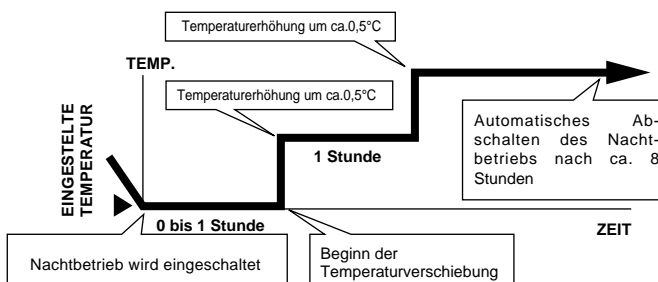 Temperaturerhöhung um ca.0,5°C
TEMP.
Temperaturerhöhung um ca.0,5°C
EINGESTELTE
TEMPERATUR
Automatisches Ab-
schalten des Nacht-
betriebs nach ca. 8
Stunden
1 Stunde
0 bis 1 Stunde
ZEIT
Nachtbetrieb wird eingeschaltet
Beginn der
Temperaturverschiebung